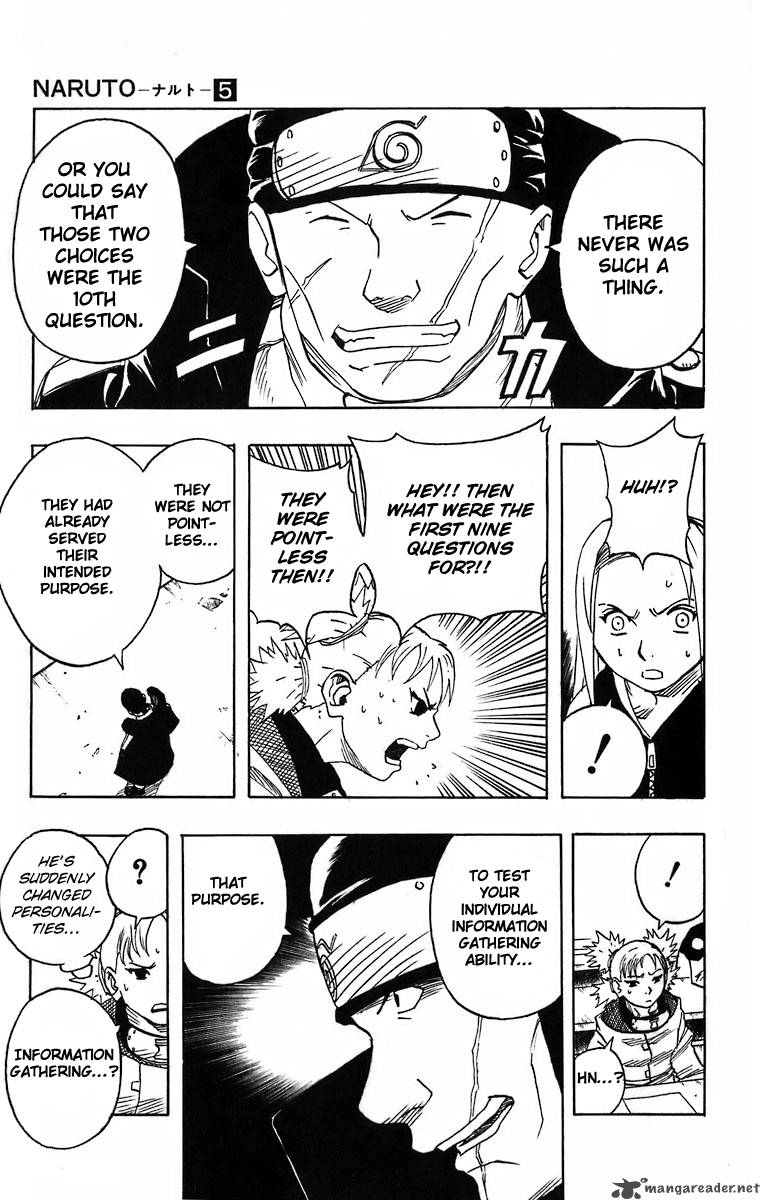 NARUTO—ナルト—5
THERE
NEVER WAS
SUCH A
THING.
OR YOU
COULD SAY
THAT
THOSE TWO
CHOICES
WERE THE
10TH
QUESTION.
ニカ
HUH!?
!
HEY!! THEN
WHAT WERE THE
FIRST NINE
QUESTIONS
FOR?!!
THEY
WERE
POINT-
LESS
THEN!!
THEY
WERE NOT
POINT-
LESS...
THEY HAD
ALREADY
SERVED
THEIR
INTENDED
PURPOSE.
!
HN...?
TO TEST
YOUR
INDIVIDUAL
INFORMATION
GATHERING
ABILITY...
THAT
PURPOSE.
?
HE'S
SUDDENLY
CHANGED
PERSONALI-
TIES...
INFORMATION
GATHERING...?
mangareader.net